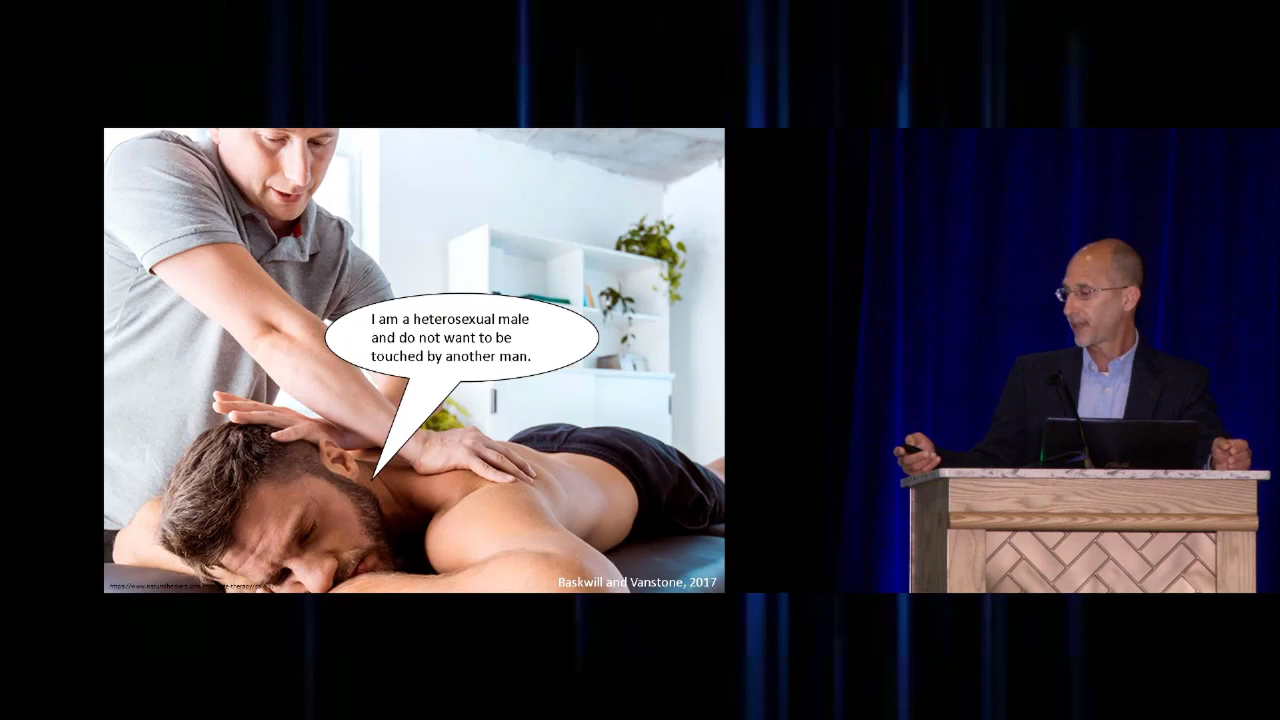 I am a heterosexual male
and do not want to be
touched by another man.
Baskwill and Vanstone, 2017